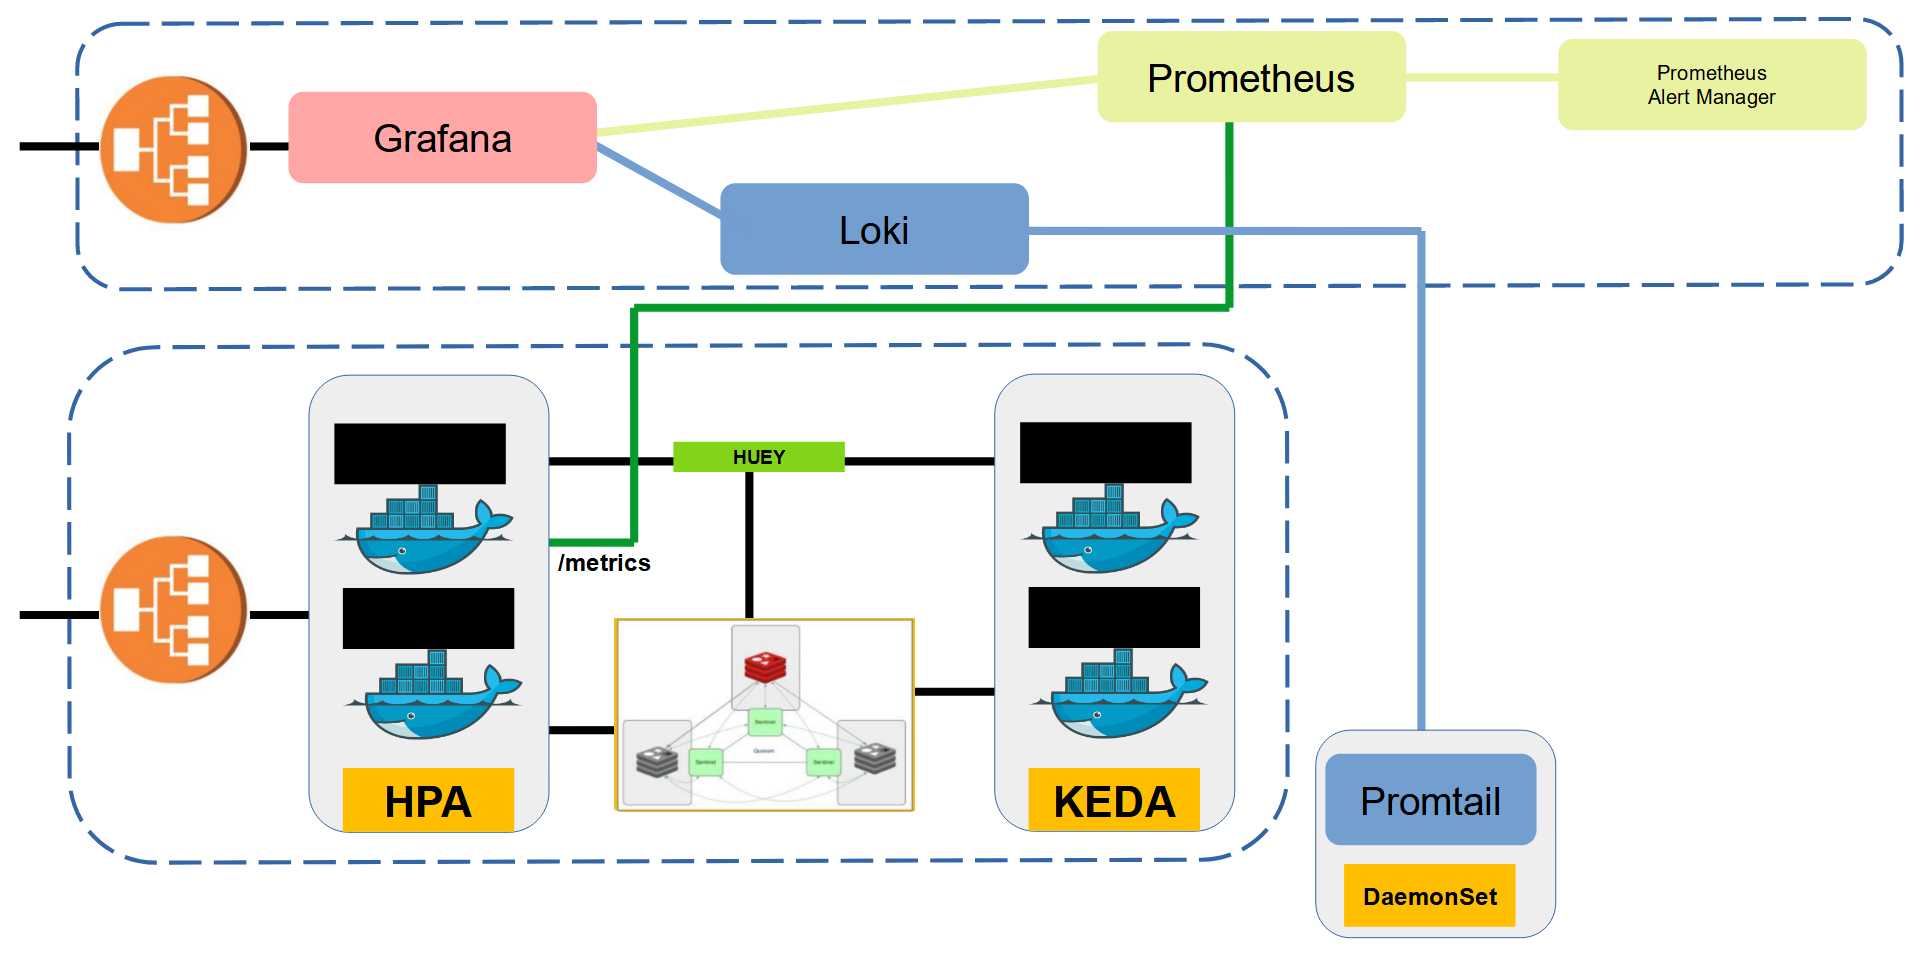 Prometheus
Prometheus
Alert Manager
Grafana
Loki
HUEY
/metrics
Sentinel
Quorum
Sentinel
Sentinel
HPA
KEDA
Promtail
DaemonSet